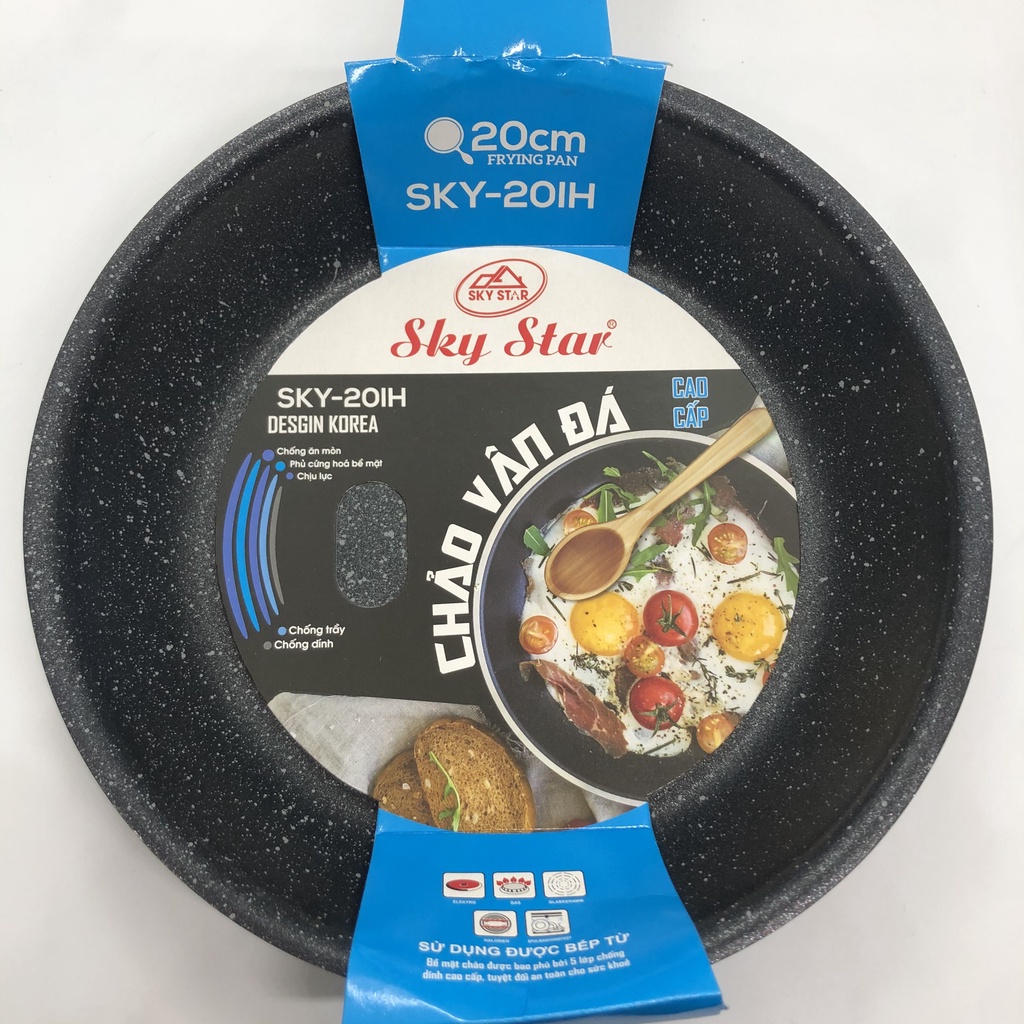 20cm
FRYING PAN
SKY-20IH
SKY STAR
Sky Star®
SKY-20IH
DESGIN KOREA
CAO
CẤP
CHẢO VÂN ĐÁ
Chống ăn mòn
Phủ cứng hoá bề mặt
Chịu lực
Chống trầy
Chống dính
ELEKTRO
GAS
HALOGEN
SỬ DỤNG ĐƯỢC BẾP TỪ
Bề mặt chảo được bao phủ bởi 5 lớp chống
dính cao cấp, tuyệt đối an toàn cho sức khoẻ